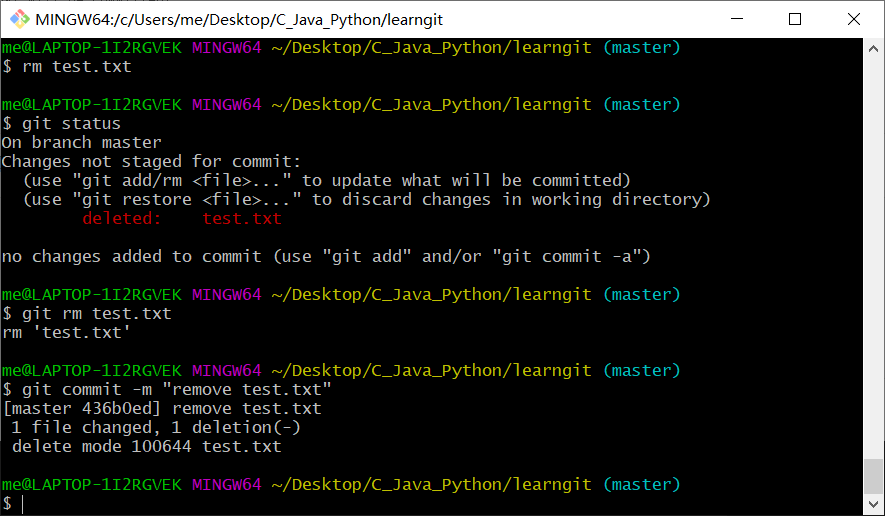 MINGW64:/c/Users/me/Desktop/C_Java_Python/learngit
me@LAPTOP-1I2RGVEK MINGW64 ~/Desktop/C_Java_Python/learngit (master)
$ rm test.txt
me@LAPTOP-1I2RGVEK MINGW64 ~/Desktop/C_Java_Python/learngit (master)
$ git status
On branch master
Changes not staged for commit:
  (use "git add/rm <file>..." to update what will be committed)
  (use "git restore <file>..." to discard changes in working directory)
        deleted:    test.txt
no changes added to commit (use "git add" and/or "git commit -a")
me@LAPTOP-1I2RGVEK MINGW64 ~/Desktop/C_Java_Python/learngit (master)
$ git rm test.txt
rm 'test.txt'
me@LAPTOP-1I2RGVEK MINGW64 ~/Desktop/C_Java_Python/learngit (master)
$ git commit -m "remove test.txt"
[master 436b0ed] remove test.txt
 1 file changed, 1 deletion(-)
 delete mode 100644 test.txt
me@LAPTOP-1I2RGVEK MINGW64 ~/Desktop/C_Java_Python/learngit (master)
$